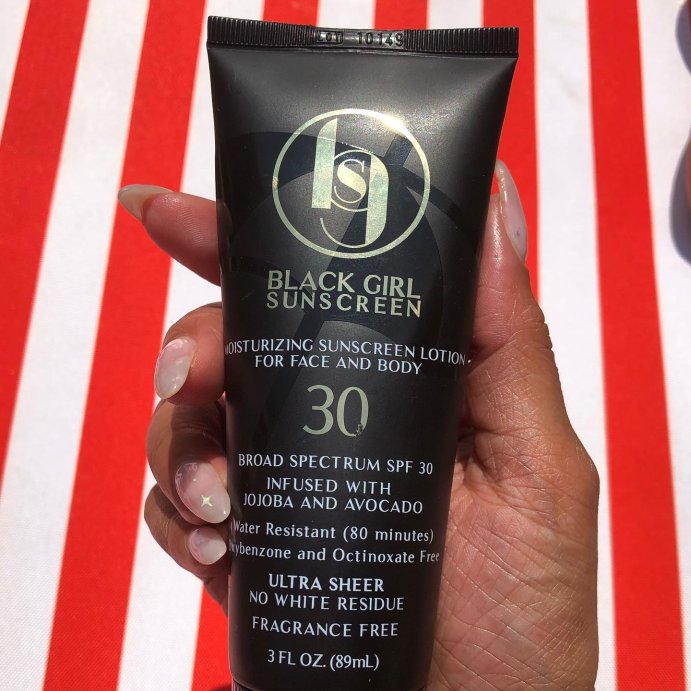 LOT 10149
bgs
BLACK GIRL
SUNSCREEN
MOISTURIZING SUNSCREEN LOTION
FOR FACE AND BODY
30
BROAD SPECTRUM SPF 30
INFUSED WITH
JOJOBA AND AVOCADO
Water Resistant (80 minutes)
Oxybenzone and Octinoxate Free
ULTRA SHEER
NO WHITE RESIDUE
FRAGRANCE FREE
3 FL OZ. (89mL)